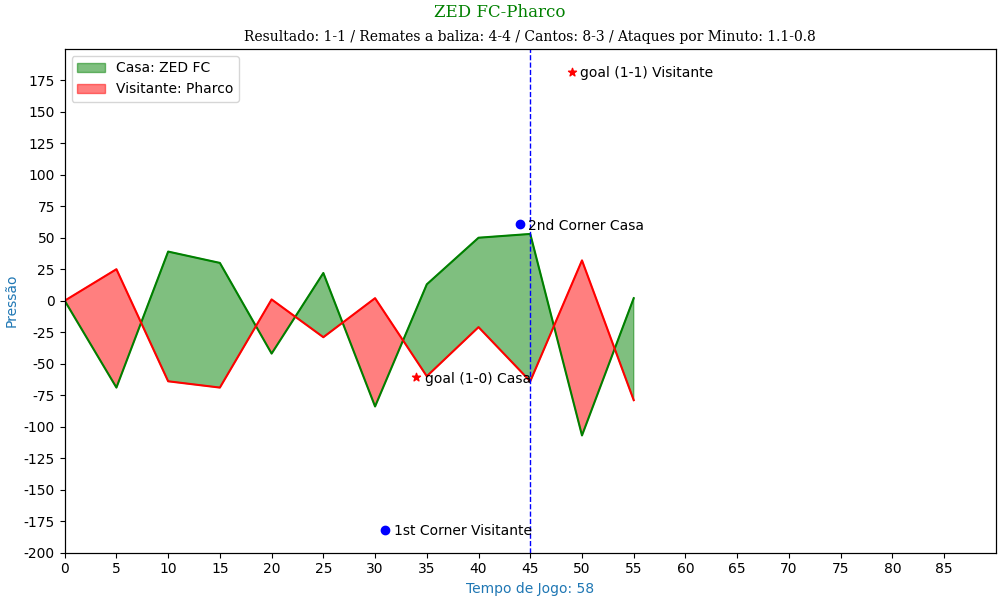 ZED FC-Pharco
Resultado: 1-1 / Remates a baliza: 4-4 / Cantos: 8-3 / Ataques por Minuto: 1.1-0.8
Casa: ZED FC
Visitante: Pharco
goal (1-1) Visitante
2nd Corner Casa
goal (1-0) Casa
1st Corner Visitante
Pressão
175
150
125
100
75
50
25
0
-25
-50
-75
-100
-125
-150
-175
-200
0 5 10 15 20 25 30 35 40 45 50 55 60 65 70 75 80 85
Tempo de Jogo: 58